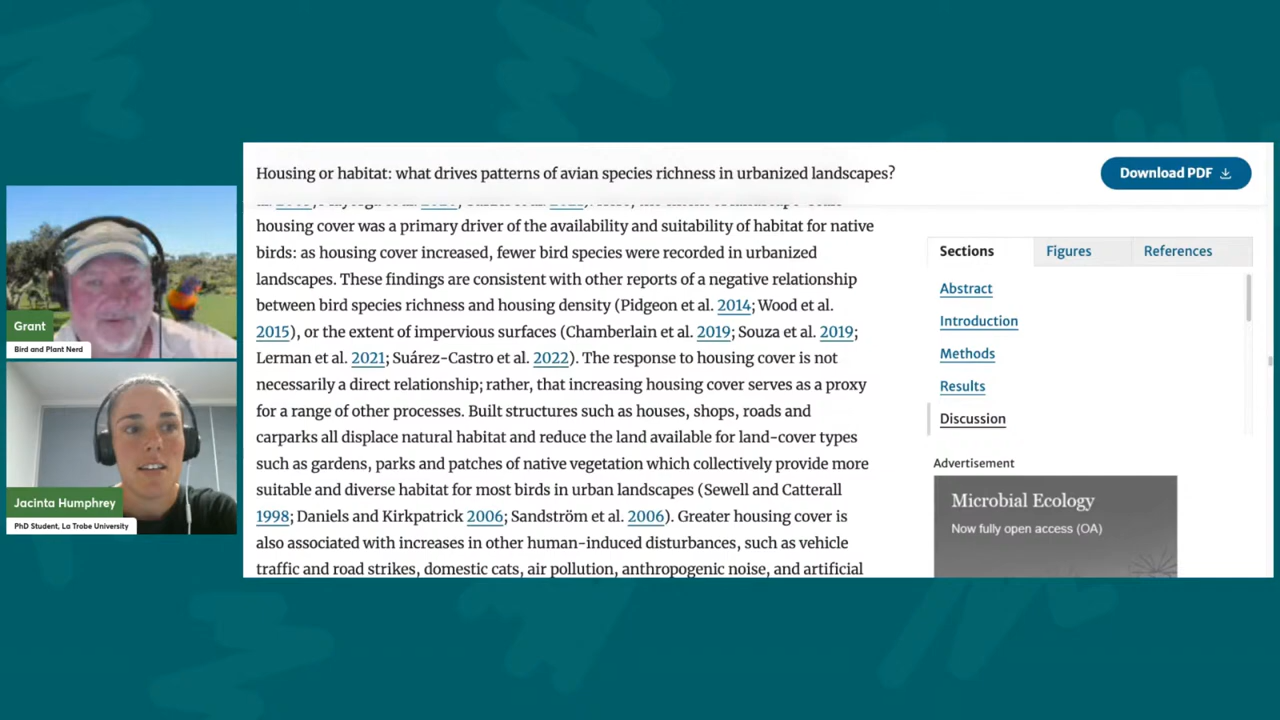 Housing or habitat: what drives patterns of avian species richness in urbanized landscapes?
Download PDF
housing cover was a primary driver of the availability and suitability of habitat for native
birds: as housing cover increased, fewer bird species were recorded in urbanized
landscapes. These findings are consistent with other reports of a negative relationship
between bird species richness and housing density (Pidgeon et al. 2014; Wood et al.
2015), or the extent of impervious surfaces (Chamberlain et al. 2019; Souza et al. 2019;
Lerman et al. 2021; Suárez-Castro et al. 2022). The response to housing cover is not
necessarily a direct relationship; rather, that increasing housing cover serves as a proxy
for a range of other processes. Built structures such as houses, shops, roads and
carparks all displace natural habitat and reduce the land available for land-cover types
such as gardens, parks and patches of native vegetation which collectively provide more
suitable and diverse habitat for most birds in urban landscapes (Sewell and Catterall
1998; Daniels and Kirkpatrick 2006; Sandström et al. 2006). Greater housing cover is
also associated with increases in other human-induced disturbances, such as vehicle
traffic and road strikes, domestic cats, air pollution, anthropogenic noise, and artificial
Sections
Figures
References
Abstract
Introduction
Methods
Results
Discussion
Advertisement
Microbial Ecology
Now fully open access (OA)
Grant
Bird and Plant Nerd
Jacinta Humphrey
PhD Student, La Trobe University